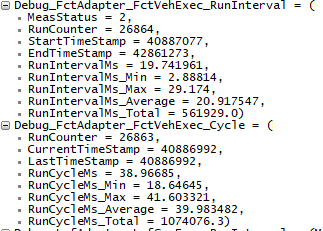 Debug_FctAdapter_FctVehExec_RunInterval = (
MeasStatus = 2,
RunCounter = 26864,
StartTimeStamp = 40887077,
EndTimeStamp = 42861273,
RunIntervalMs = 19.741961,
RunIntervalMs_Min = 2.88814,
RunIntervalMs_Max = 29.174,
RunIntervalMs_Average = 20.917547,
RunIntervalMs_Total = 561929.0)
Debug_FctAdapter_FctVehExec_Cycle = (
RunCounter = 26863,
CurrentTimeStamp = 40886992,
LastTimeStamp = 40886992,
RunCycleMs = 38.96685,
RunCycleMs_Min = 18.64645,
RunCycleMs_Max = 41.603321,
RunCycleMs_Average = 39.983482,
RunCycleMs_Total = 1074076.3)